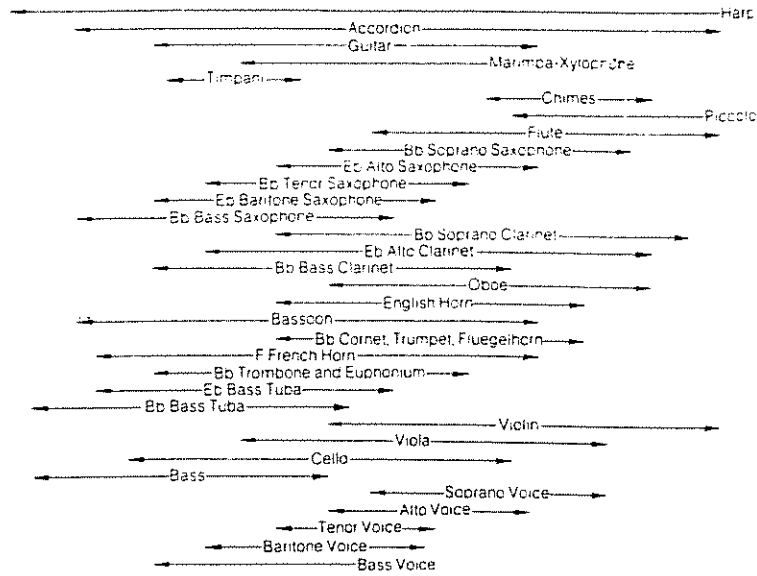 Harp
Accordion
Guitar
Marimba-Xylophone
Timpani
Chimes
Piccolo
Flute
Bb Soprano Saxophone
Eb Alto Saxophone
Eb Tenor Saxophone
Eb Baritone Saxophone
Eb Bass Saxophone
Bb Soprano Clarinet
Eb Alto Clarinet
Bb Bass Clarinet
Oboe
English Horn
Bassoon
Bb Cornet, Trumpet, Fluegelhorn
F French Horn
Bb Trombone and Euphonium
Eb Bass Tuba
Bb Bass Tuba
Violin
Viola
Cello
Bass
Soprano Voice
Alto Voice
Tenor Voice
Baritone Voice
Bass Voice